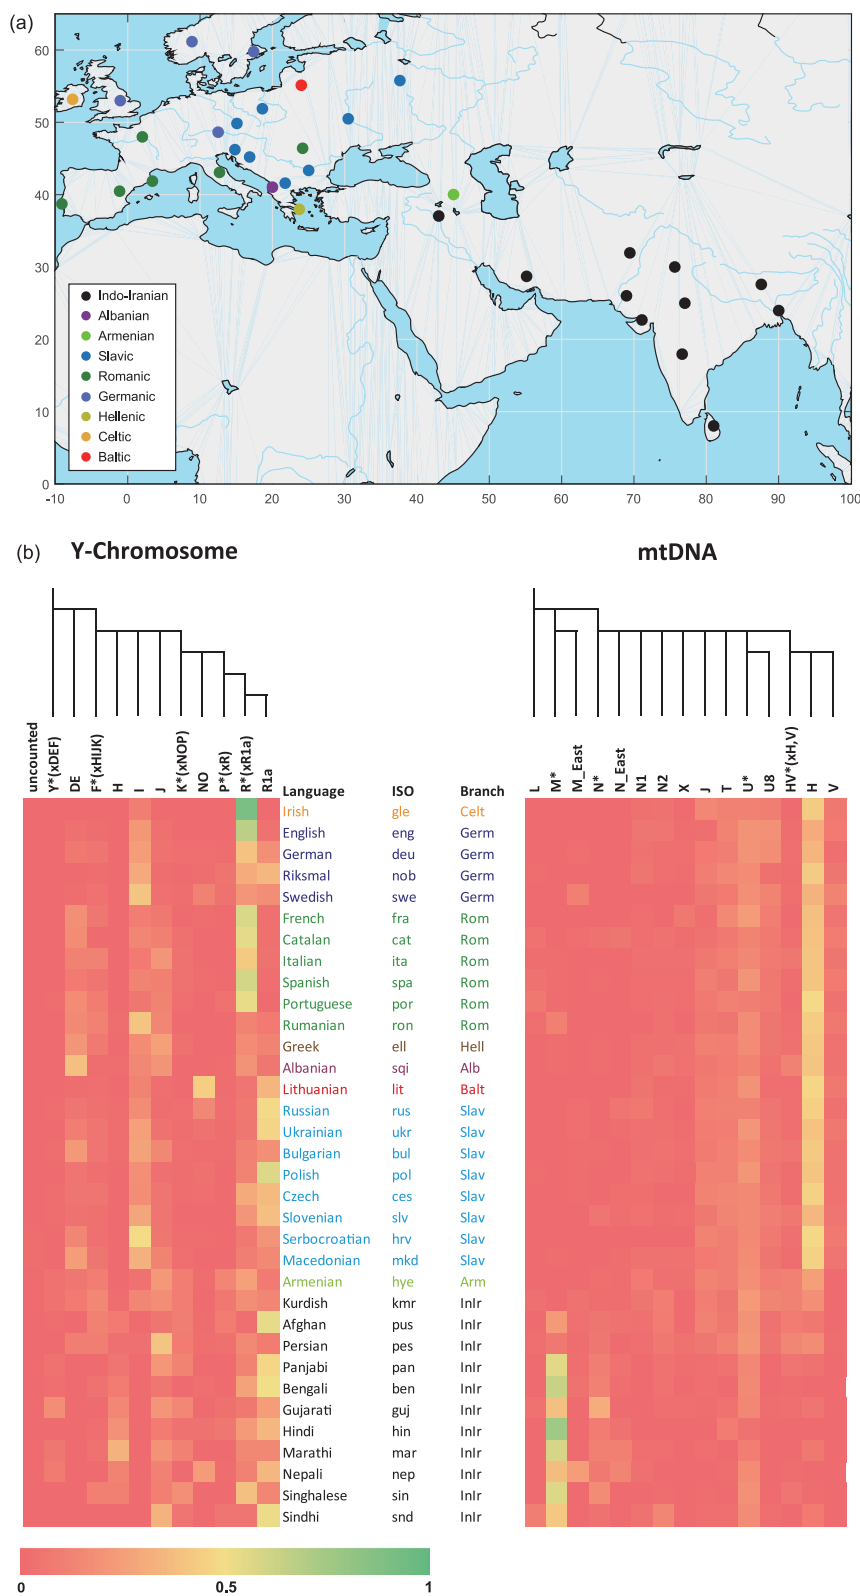 (a)
60
50
40
30
20
10
0
-10 0 10 20 30 40 50 60 70 80 90 100
Indo-Iranian
Albanian
Armenian
Slavic
Romanic
Germanic
Hellenic
Celtic
Baltic
(b) Y-Chromosome mtDNA
uncounted
Y*(xDEF)
DE
F*(xHIJK)
H
I
J
K*(xNOP)
NO
P*(xR)
R*(xR1a)
R1a
Language ISO Branch
L
M*
M_East
N*
N_East
N1
N2
X
J
T
U*
U8
HV*(xH,V)
H
V
Irish gle Celt
English eng Germ
German deu Germ
Riksmal nob Germ
Swedish swe Germ
French fra Rom
Catalan cat Rom
Italian ita Rom
Spanish spa Rom
Portuguese por Rom
Rumanian ron Rom
Greek ell Hell
Albanian sqi Alb
Lithuanian lit Balt
Russian rus Slav
Ukrainian ukr Slav
Bulgarian bul Slav
Polish pol Slav
Czech ces Slav
Slovenian slv Slav
Serbocroatian hrv Slav
Macedonian mkd Slav
Armenian hye Arm
Kurdish kmr InIr
Afghan pus InIr
Persian pes InIr
Panjabi pan InIr
Bengali ben InIr
Gujarati guj InIr
Hindi hin InIr
Marathi mar InIr
Nepali nep InIr
Singhalese sin InIr
Sindhi snd InIr
0 0.5 1